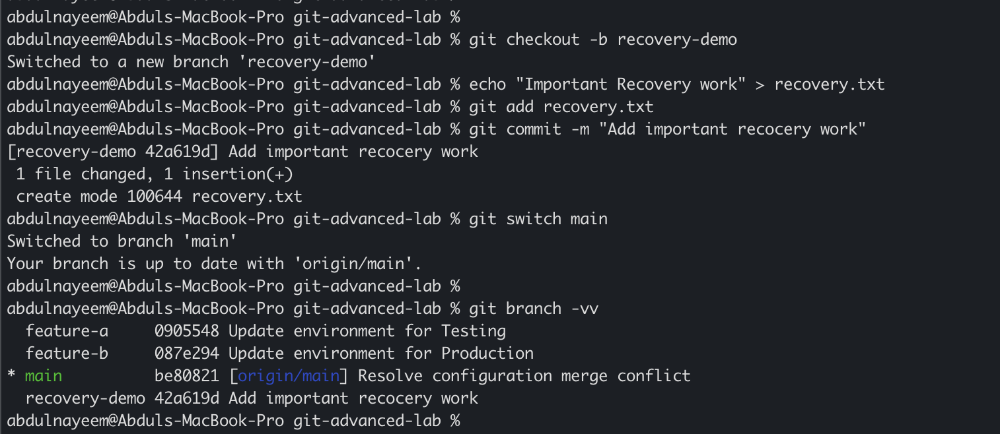 abdulnayeem@Abduls-MacBook-Pro git-advanced-lab %
abdulnayeem@Abduls-MacBook-Pro git-advanced-lab % git checkout -b recovery-demo
Switched to a new branch 'recovery-demo'
abdulnayeem@Abduls-MacBook-Pro git-advanced-lab % echo "Important Recovery work" > recovery.txt
abdulnayeem@Abduls-MacBook-Pro git-advanced-lab % git add recovery.txt
abdulnayeem@Abduls-MacBook-Pro git-advanced-lab % git commit -m "Add important recocery work"
[recovery-demo 42a619d] Add important recocery work
 1 file changed, 1 insertion(+)
 create mode 100644 recovery.txt
abdulnayeem@Abduls-MacBook-Pro git-advanced-lab % git switch main
Switched to branch 'main'
Your branch is up to date with 'origin/main'.
abdulnayeem@Abduls-MacBook-Pro git-advanced-lab %
abdulnayeem@Abduls-MacBook-Pro git-advanced-lab % git branch -vv
  feature-a     0905548 Update environment for Testing
  feature-b     087e294 Update environment for Production
* main          be80821 [origin/main] Resolve configuration merge conflict
  recovery-demo 42a619d Add important recocery work
abdulnayeem@Abduls-MacBook-Pro git-advanced-lab %